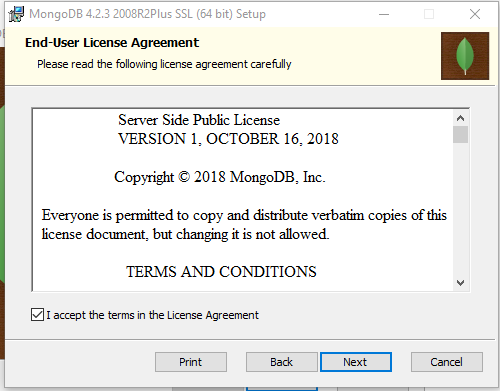 MongoDB 4.2.3 2008R2Plus SSL (64 bit) Setup
End-User License Agreement
Please read the following license agreement carefully
Server Side Public License
VERSION 1, OCTOBER 16, 2018
Copyright © 2018 MongoDB, Inc.
Everyone is permitted to copy and distribute verbatim copies of this
license document, but changing it is not allowed.
TERMS AND CONDITIONS
I accept the terms in the License Agreement
Print Back Next Cancel